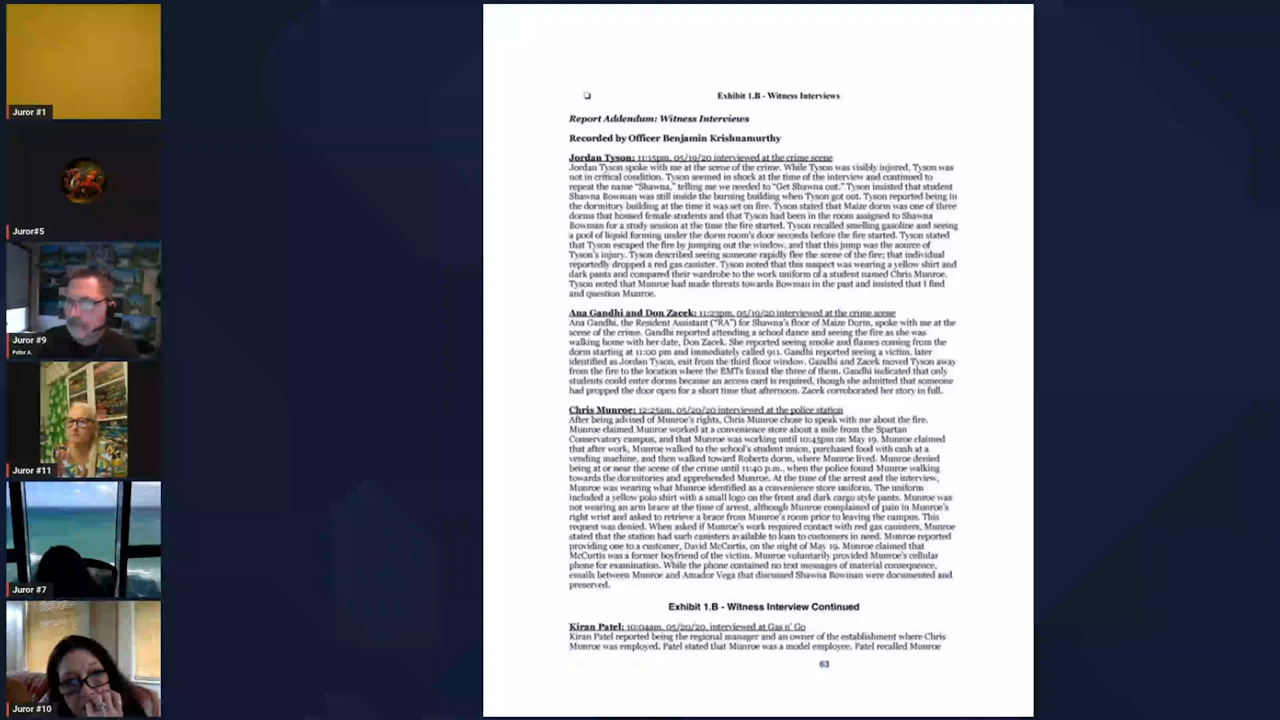 Juror #1
Juror#5
Juror #9
Peter A.
Juror #11
Juror #7
Juror #10
Exhibit 1.B - Witness Interviews
Report Addendum: Witness Interviews
Recorded by Officer Benjamin Krishnamurthy
Jordan Tyson: 11:15pm, 05/19/20 interviewed at the crime scene
Jordan Tyson spoke with me at the scene of the crime. While Tyson was visibly injured, Tyson was
not in critical condition. Tyson seemed in shock at the time of the interview and continued to
repeat the name "Shawna," telling me we needed to "Get Shawna out." Tyson insisted that student
Shawna Bowman was still inside the burning building when Tyson got out. Tyson reported being in
the dormitory building at the time it was set on fire. Tyson stated that Maize dorm was one of three
dorms that housed female students and that Tyson had been in the room assigned to Shawna
Bowman for a study session at the time the fire started. Tyson recalled smelling gasoline and seeing
a pool of liquid forming under the dorm room's door seconds before the fire started. Tyson stated
that Tyson escaped the fire by jumping out the window, and that this jump was the source of
Tyson's injury. Tyson described seeing someone rapidly flee the scene of the fire; that individual
reportedly dropped a red gas canister. Tyson noted that this suspect was wearing a yellow shirt and
dark pants and compared their wardrobe to the work uniform of a student named Chris Munroe.
Tyson noted that Munroe had made threats towards Bowman in the past and insisted that I find
and question Munroe.
Ana Gandhi and Don Zacek: 11:23pm, 05/19/20 interviewed at the crime scene
Ana Gandhi, the Resident Assistant ("RA") for Shawna's floor of Maize Dorm, spoke with me at the
scene of the crime. Gandhi reported attending a school dance and seeing the fire as she was
walking home with her date, Don Zacek. She reported seeing smoke and flames coming from the
dorm starting at 11:00 pm and immediately called 911. Gandhi reported seeing a victim, later
identified as Jordan Tyson, exit from the third floor window. Gandhi and Zacek moved Tyson away
from the fire to the location where the EMTs found the three of them. Gandhi indicated that only
students could enter dorms because an access card is required, though she admitted that someone
had propped the door open for a short time that afternoon. Zacek corroborated her story in full.
Chris Munroe: 12:25am, 05/20/20 interviewed at the police station
After being advised of Munroe's rights, Chris Munroe chose to speak with me about the fire.
Munroe claimed Munroe worked at a convenience store about a mile from the Spartan
Conservatory campus, and that Munroe was working until 10:45pm on May 19. Munroe claimed
that after work, Munroe walked to the school's student union, purchased food with cash at a
vending machine, and then walked toward Roberts dorm, where Munroe lived. Munroe denied
being at or near the scene of the crime until 11:40 p.m., when the police found Munroe walking
towards the dormitories and apprehended Munroe. At the time of the arrest and the interview,
Munroe was wearing what Munroe identified as a convenience store uniform. The uniform
included a yellow polo shirt with a small logo on the front and dark cargo style pants. Munroe was
not wearing an arm brace at the time of arrest, although Munroe complained of pain in Munroe's
right wrist and asked to retrieve a brace from Munroe's room prior to leaving the campus. This
request was denied. When asked if Munroe's work required contact with red gas canisters, Munroe
stated that the station had such canisters available to loan to customers in need. Munroe reported
providing one to a customer, David McCurtis, on the night of May 19. Munroe claimed that
McCurtis was a former boyfriend of the victim. Munroe voluntarily provided Munroe's cellular
phone for examination. While the phone contained no text messages of material consequence,
emails between Munroe and Amador Vega that discussed Shawna Bowman were documented and
preserved.
Exhibit 1.B - Witness Interview Continued
Kiran Patel: 10:04am, 05/20/20, interviewed at Gas n' Go
Kiran Patel reported being the regional manager and an owner of the establishment where Chris
Munroe was employed. Patel stated that Munroe was a model employee. Patel recalled Munroe
63